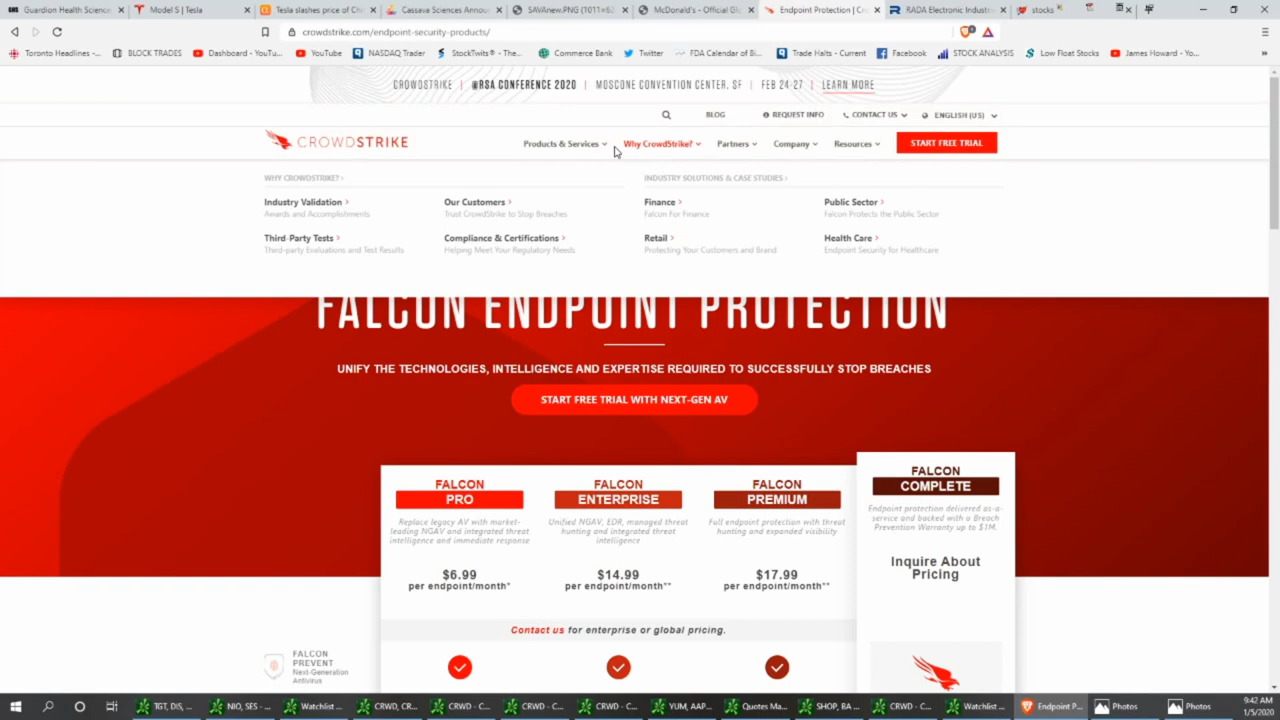 Guardion Health Science
Model S | Tesla
Tesla slashes price of Chi
Cassava Sciences Annou
SAVAnew.PNG (1011×62
McDonald's - Official Glo
Endpoint Protection | Cr
RADA Electronic Industri
stocks
crowdstrike.com/endpoint-security-products/
Toronto Headlines -...
BLOCK TRADES
Dashboard - YouTu...
YouTube
NASDAQ Trader
StockTwits® - The...
Commerce Bank
Twitter
FDA Calendar of Bi...
Trade Halts - Current
Facebook
STOCK ANALYSIS
Low Float Stocks
James Howard - Yo...
CROWDSTRIKE | @RSA CONFERENCE 2020 | MOSCONE CONVENTION CENTER, SF | FEB 24-27 | LEARN MORE
BLOG
REQUEST INFO
CONTACT US
ENGLISH (US)
CROWDSTRIKE
Products & Services
Why CrowdStrike?
Partners
Company
Resources
START FREE TRIAL
WHY CROWDSTRIKE? ›
INDUSTRY SOLUTIONS & CASE STUDIES ›
Industry Validation ›
Awards and Accomplishments
Our Customers ›
Trust CrowdStrike to Stop Breaches
Finance ›
Falcon For Finance
Public Sector ›
Falcon Protects the Public Sector
Third-Party Tests ›
Third-party Evaluations and Test Results
Compliance & Certifications ›
Helping Meet Your Regulatory Needs
Retail ›
Protecting Your Customers and Brand
Health Care ›
Endpoint Security for Healthcare
FALCON ENDPOINT PROTECTION
UNIFY THE TECHNOLOGIES, INTELLIGENCE AND EXPERTISE REQUIRED TO SUCCESSFULLY STOP BREACHES
START FREE TRIAL WITH NEXT-GEN AV
FALCON
PRO
Replace legacy AV with market-
leading NGAV and integrated threat
intelligence and immediate response
$6.99
per endpoint/month*
FALCON
ENTERPRISE
Unified NGAV, EDR, managed threat
hunting and integrated threat
intelligence
$14.99
per endpoint/month**
FALCON
PREMIUM
Full endpoint protection with threat
hunting and expanded visibility
$17.99
per endpoint/month**
FALCON
COMPLETE
Endpoint protection delivered as-a-
service and backed with a Breach
Prevention Warranty up to $1M.
Inquire About
Pricing
Contact us for enterprise or global pricing.
FALCON
PREVENT
Next-Generation
Antivirus
TGT, DIS, ...
NIO, SES - ...
Watchlist ...
CRWD, CR...
CRWD - C...
CRWD - C...
CRWD - C...
YUM, AAP...
Quotes Ma...
SHOP, BA ...
CRWD - C...
Watchlist ...
Endpoint P...
Photos
Photos
9:42 AM
1/5/2020